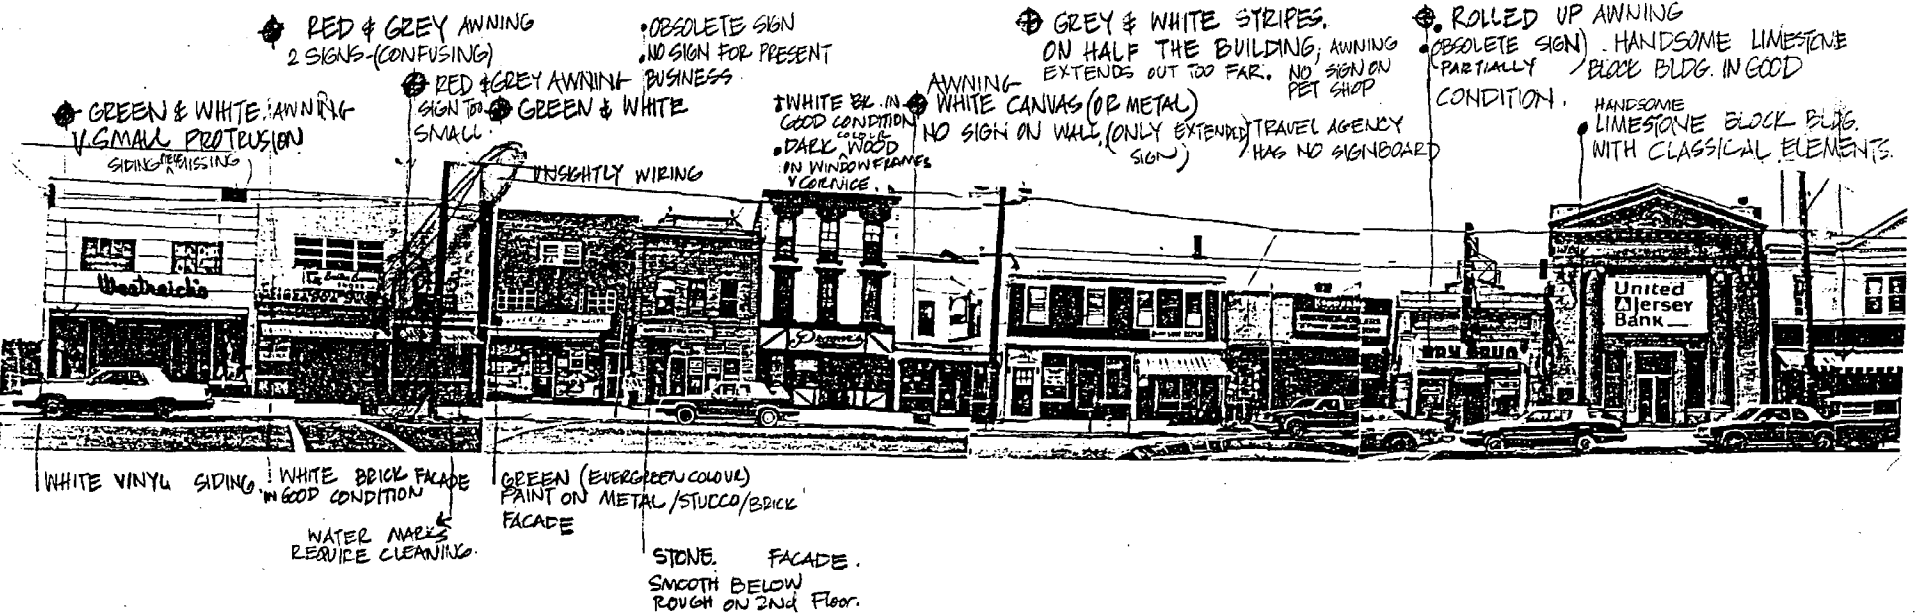 RED & GREY AWNING
2 SIGNS-(CONFUSING)
RED & GREY AWNING
SIGN TOO
SMALL.
GREEN & WHITE AWNING
V. SMALL PROTRUSION
SIDING MISSING
OBSOLETE SIGN
NO SIGN FOR PRESENT
BUSINESS
GREEN & WHITE
UNSIGHTLY WIRING
WHITE BK. IN
GOOD CONDITION
COLOUR
DARK WOOD
IN WINDOW FRAMES
& CORNICE.
AWNING
WHITE CANVAS (OR METAL)
NO SIGN ON WALL, (ONLY EXTENDED
SIGN)
GREY & WHITE STRIPES.
ON HALF THE BUILDING; AWNING
EXTENDS OUT TOO FAR. NO SIGN ON
PET SHOP
TRAVEL AGENCY
HAS NO SIGNBOARD
ROLLED UP AWNING
(OBSOLETE SIGN)
PARTIALLY
. HANDSOME LIMESTONE
BLOCK BLDG. IN GOOD
CONDITION.
HANDSOME
LIMESTONE BLOCK BLDG.
WITH CLASSICAL ELEMENTS.
United
Jerser
Bank
WHITE VINYL SIDING
WHITE BRICK FACADE
IN GOOD CONDITION
WATER MARKS
REQUIRE CLEANING.
GREEN (EVERGREEN COLOUR)
PAINT ON METAL/STUCCO/BRICK
FACADE
STONE. FACADE.
SMOOTH BELOW
ROUGH ON 2nd Floor.